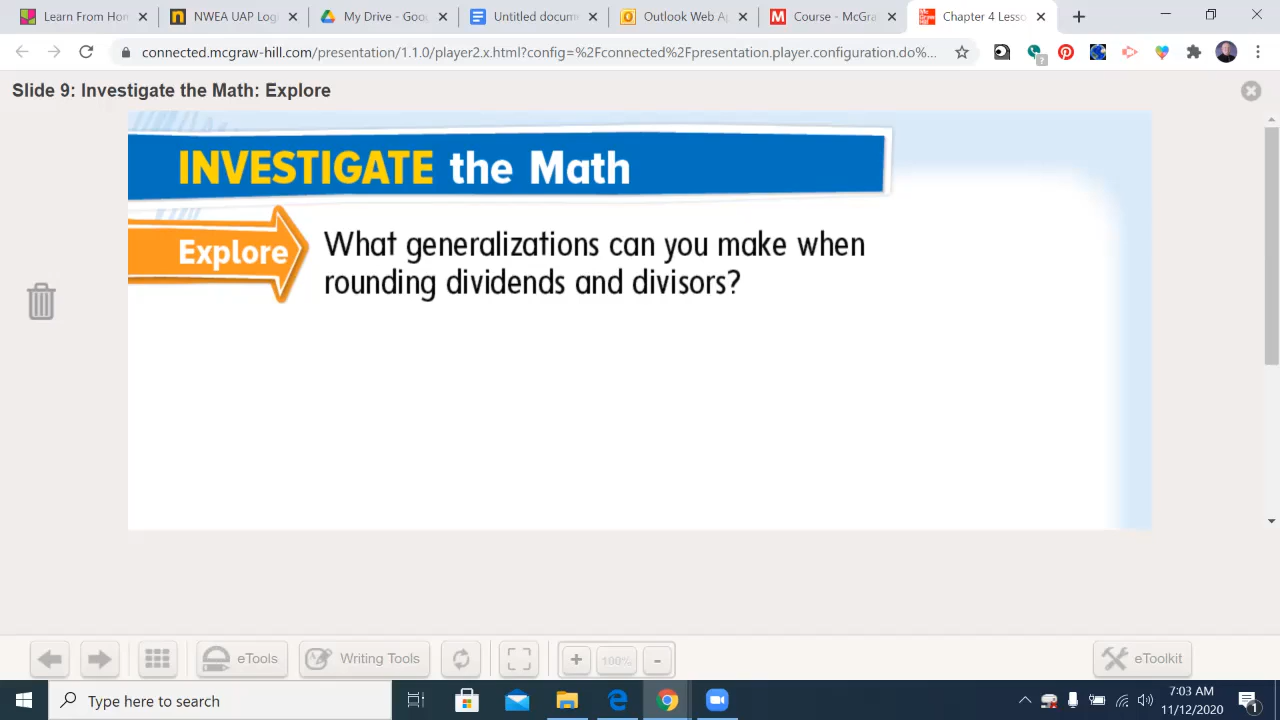 Learn From Hom
NWEA JAP Log
My Drive - Goo
Untitled docum
Outlook Web A
Course - McGra
Chapter 4 Lesso
connected.mcgraw-hill.com/presentation/1.1.0/player2.x.html?config=%2Fconnected%2Fpresentation.player.configuration.do%...
Slide 9: Investigate the Math: Explore
INVESTIGATE the Math
Explore
What generalizations can you make when
rounding dividends and divisors?
eTools
Writing Tools
100%
eToolkit
Type here to search
7:03 AM
11/12/2020